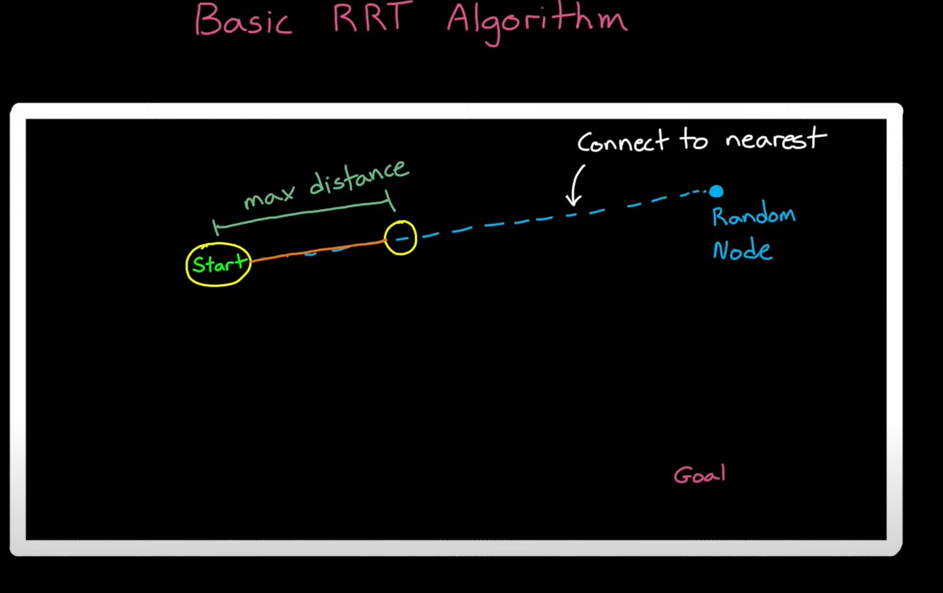 Basic RRT Algorithm
Connect to nearest
max distance
Random
Node
Start
Goal